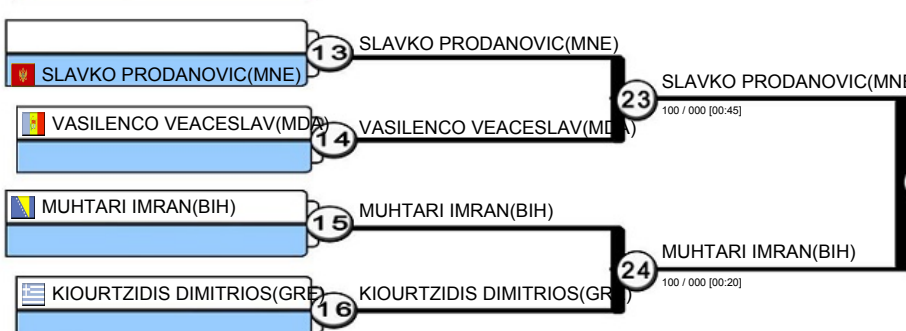 SLAVKO PRODANOVIC(MNE)
13
SLAVKO PRODANOVIC(MNE)
VASILENCO VEACESLAV(MDA)
14
VASILENCO VEACESLAV(MDA)
23
SLAVKO PRODANOVIC(MNE
100 / 000 [00:45]
MUHTARI IMRAN(BIH)
15
MUHTARI IMRAN(BIH)
KIOURTZIDIS DIMITRIOS(GRE)
16
KIOURTZIDIS DIMITRIOS(GRE)
24
MUHTARI IMRAN(BIH)
100 / 000 [00:20]